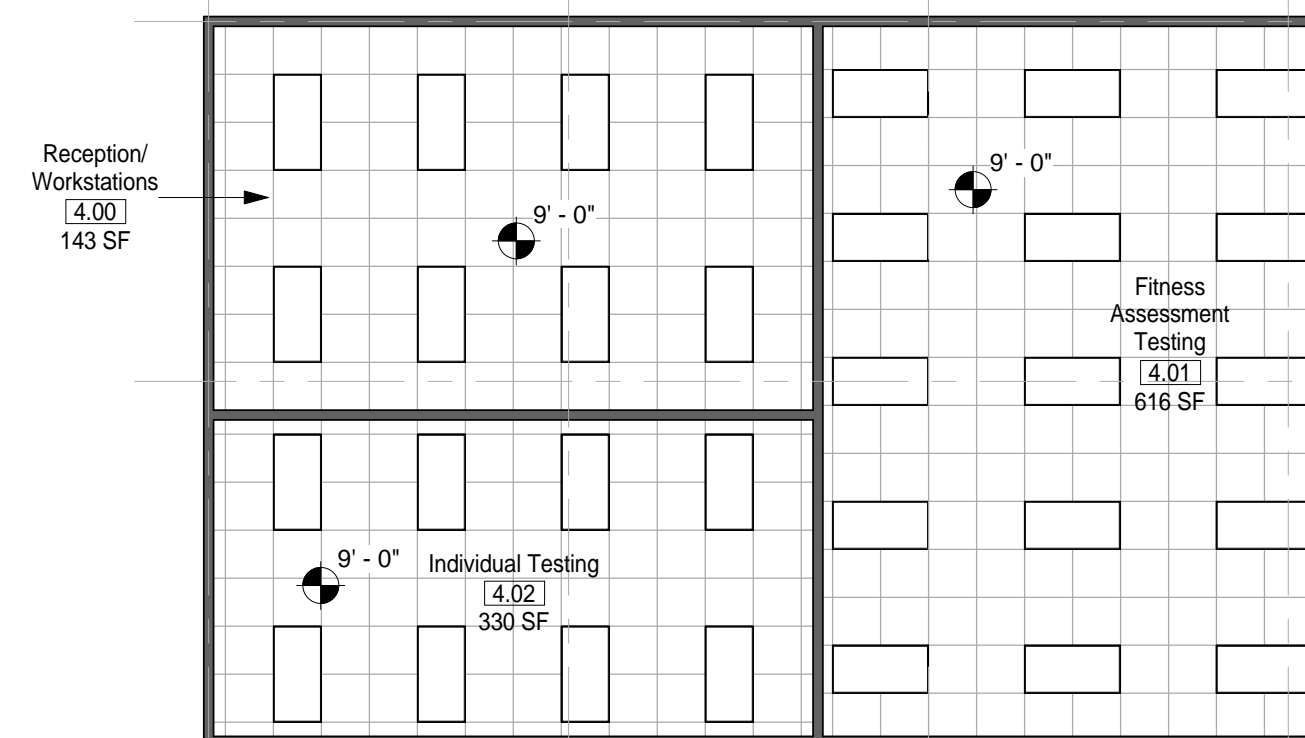 Reception/
Workstations
4.00
143 SF
9' - 0"
9' - 0"
Fitness
Assessment
Testing
4.01
616 SF
9' - 0"
Individual Testing
4.02
330 SF